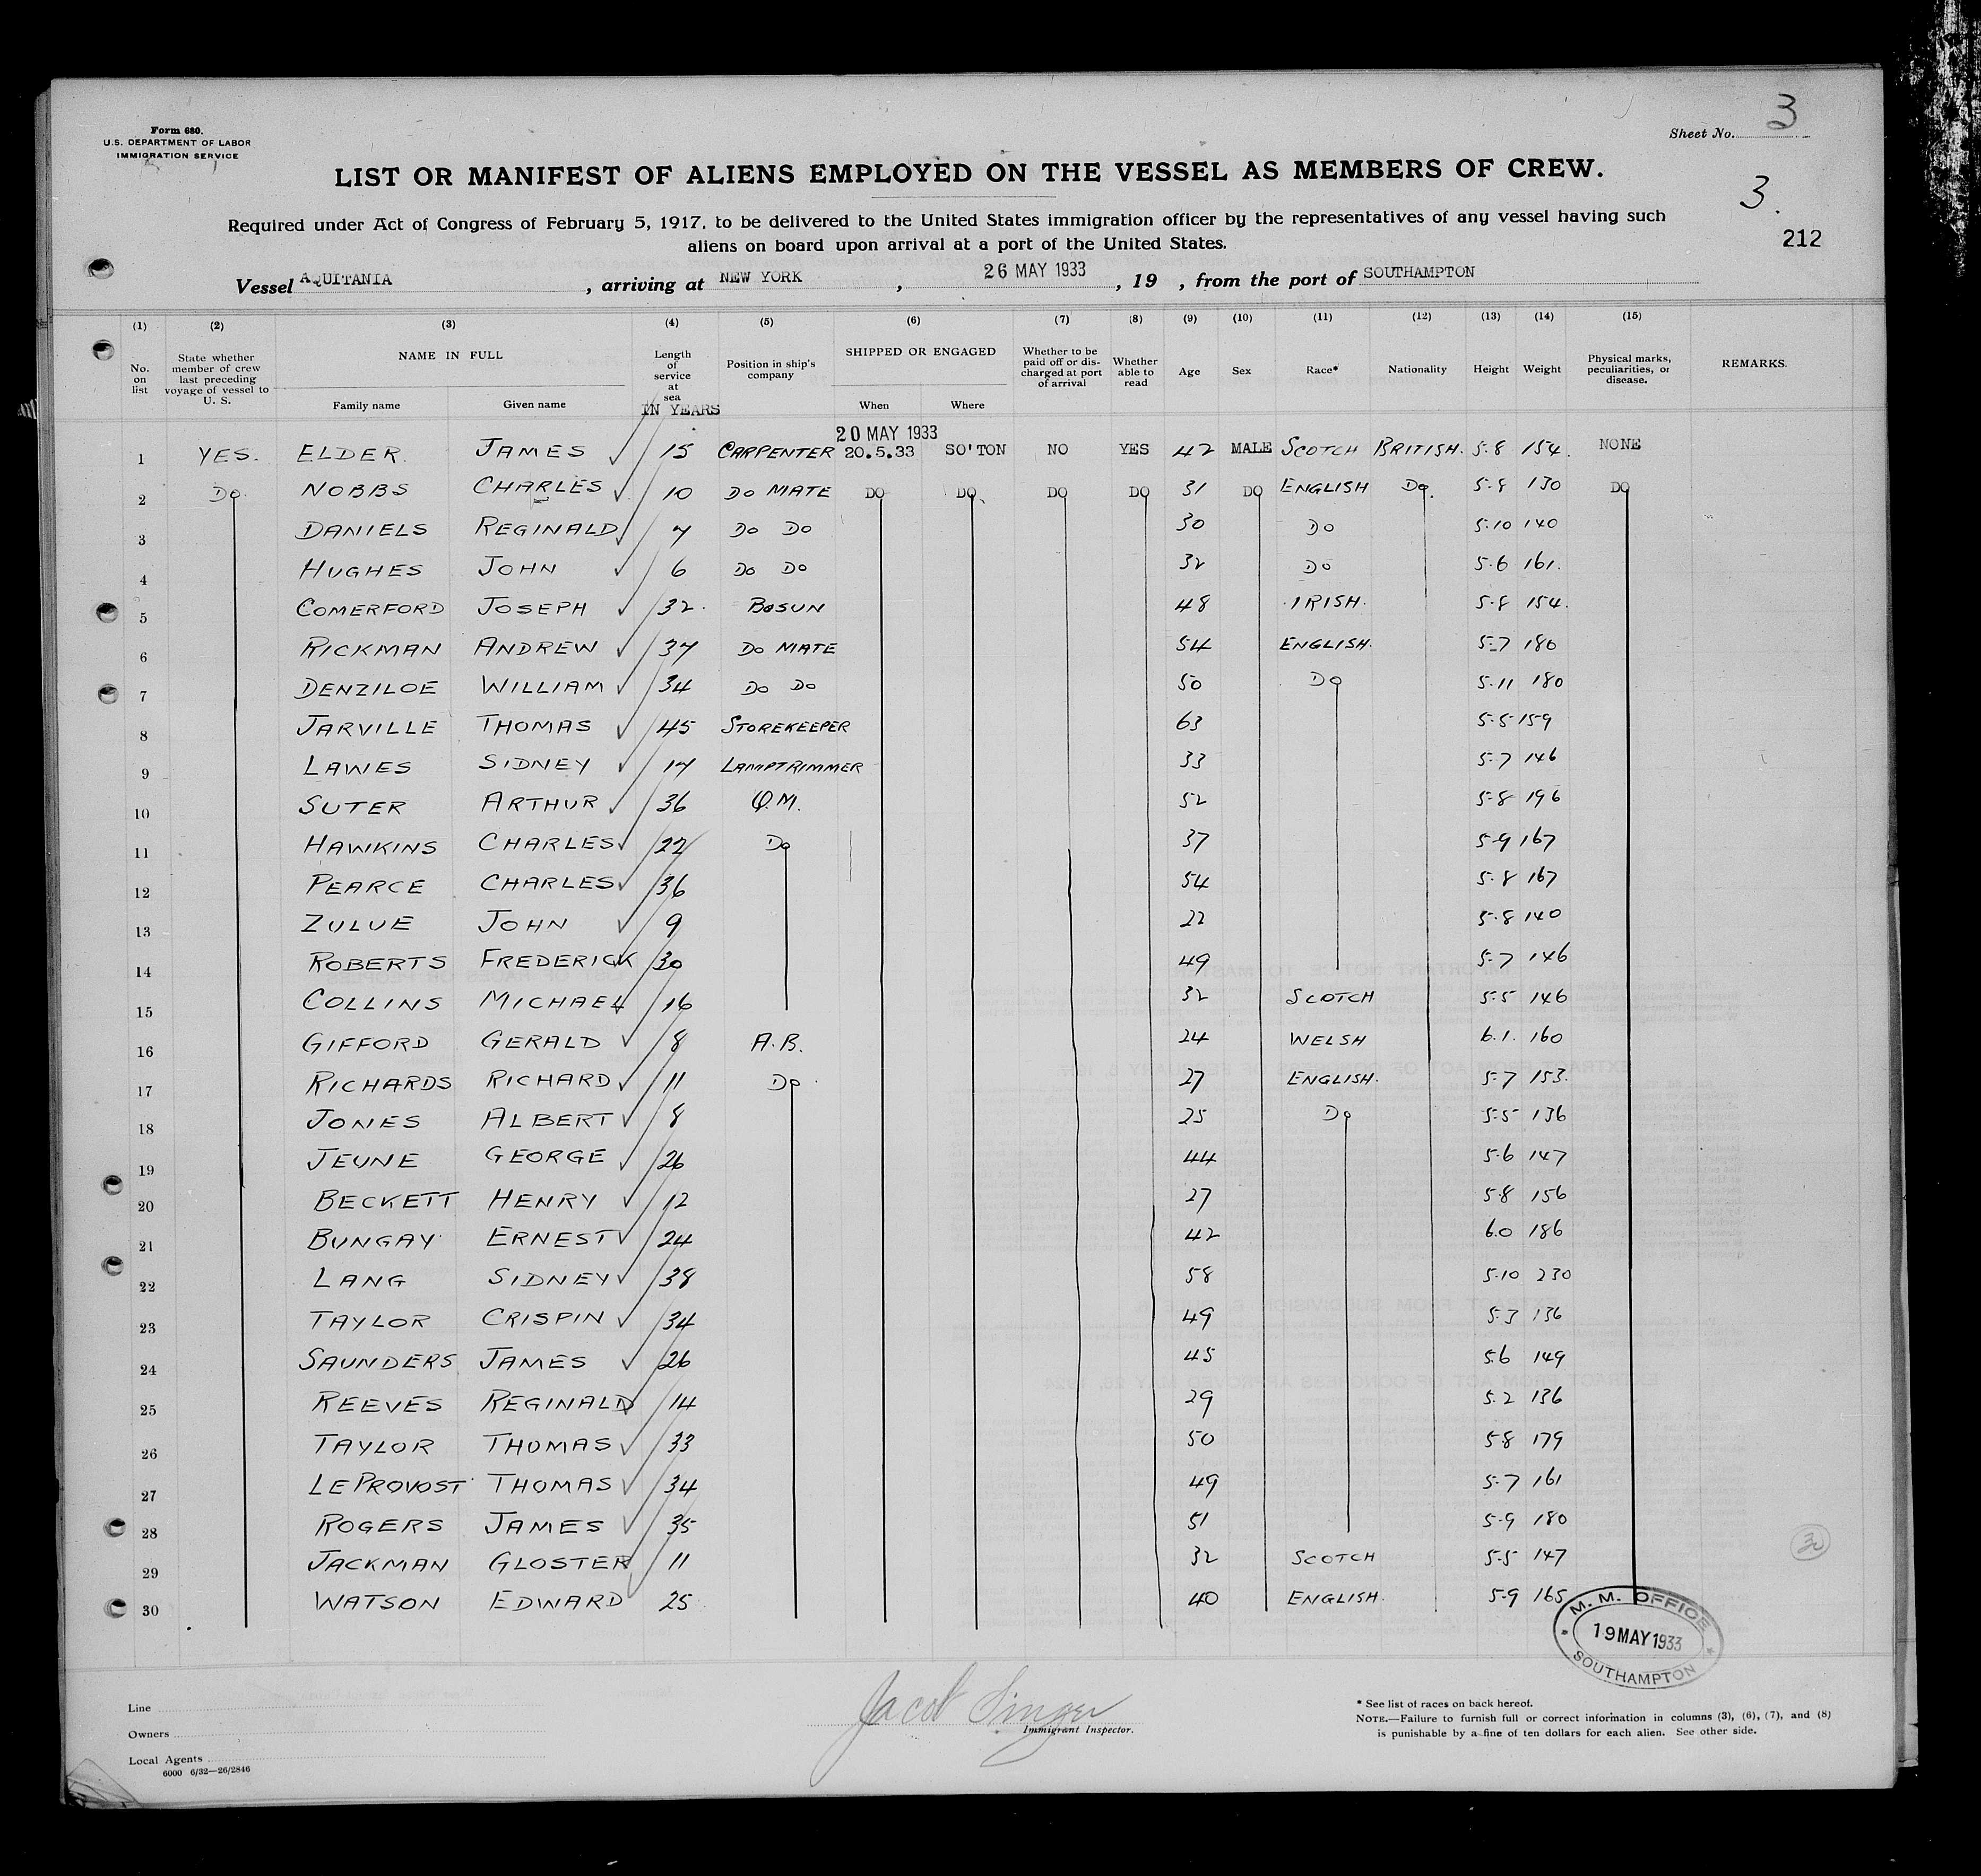 Form 680.
U.S. DEPARTMENT OF LABOR
IMMIGRATION SERVICE
Sheet No. 3
LIST OR MANIFEST OF ALIENS EMPLOYED ON THE VESSEL AS MEMBERS OF CREW.
3.
Required under Act of Congress of February 5, 1917, to be delivered to the United States immigration officer by the representatives of any vessel having such
aliens on board upon arrival at a port of the United States.
212
Vessel AQUITANIA, arriving at NEW YORK, 26 MAY 1933, 19 , from the port of SOUTHAMPTON
(1) (2) (3) (4) (5) (6) (7) (8) (9) (10) (11) (12) (13) (14) (15)
No. on list State whether member of crew last preceding voyage of vessel to U. S. NAME IN FULL Family name Given name Length of service at sea IN YEARS Position in ship's company SHIPPED OR ENGAGED When Where Whether to be paid off or discharged at port of arrival Whether able to read Age Sex Race* Nationality Height Weight Physical marks, peculiarities, or disease. REMARKS.
20 MAY 1933
1 YES. ELDER. JAMES 15 CARPENTER 20.5.33 SO'TON NO YES 42 MALE SCOTCH BRITISH. 5.8 154. NONE
2 DO NOBBS CHARLES 10 DO MATE DO DO DO DO 31 DO ENGLISH DO. 5.8 130 DO
3 DANIELS REGINALD 7 DO DO 30 DO 5.10 140
4 HUGHES JOHN 6 DO DO 32 DO 5.6 161.
5 COMERFORD JOSEPH 32. BOSUN 48 IRISH. 5.8 154.
6 RICKMAN ANDREW 37 DO MATE 54 ENGLISH. 5.7 180
7 DENZILOE WILLIAM 34 DO DO 50 DO 5.11 180
8 JARVILLE THOMAS 45 STOREKEEPER 63 5.5 159
9 LAWES SIDNEY 17 LAMPTRIMMER 33 5.7 146
10 SUTER ARTHUR 36 Q.M. 52 5.8 196
11 HAWKINS CHARLES 22 DO 37 5.9 167
12 PEARCE CHARLES 36 54 5.8 167
13 ZULUE JOHN 9 22 5.8 140
14 ROBERTS FREDERICK 30 49 5.7 146
15 COLLINS MICHAEL 16 32 SCOTCH 5.5 146
16 GIFFORD GERALD 8 A.B. 24 WELSH 6.1. 160
17 RICHARDS RICHARD 11 DO 27 ENGLISH. 5.7 153.
18 JONES ALBERT 8 25 DO 5.5 136
19 JEUNE GEORGE 26 44 5.6 147
20 BECKETT HENRY 12 27 5.8 156
21 BUNGAY ERNEST 24 42 6.0 186
22 LANG SIDNEY 38 58 5.10 230
23 TAYLOR CRISPIN 34 49 5.3 136
24 SAUNDERS JAMES 26 45 5.6 149
25 REEVES REGINALD 14 29 5.2 136
26 TAYLOR THOMAS 33 50 5.8 179
27 LE PROVOST THOMAS 34 49 5.7 161
28 ROGERS JAMES 35 51 5.9 180
29 JACKMAN GLOSTER 11 32 SCOTCH 5.5 147
30 WATSON EDWARD 25 40 ENGLISH. 5.9 165
M. M. OFFICE
19 MAY 1933
SOUTHAMPTON
Line
Owners
Local Agents
6000 6/32—26/2846
Jacob Singer
Immigrant Inspector.
* See list of races on back hereof.
NOTE.—Failure to furnish full or correct information in columns (3), (6), (7), and (8)
is punishable by a fine of ten dollars for each alien. See other side.